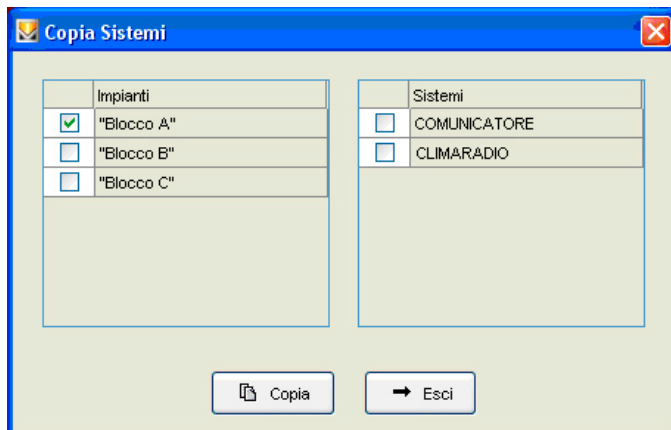 Copia Sistemi
Impianti
"Blocco A"
"Blocco B"
"Blocco C"
Sistemi
COMUNICATORE
CLIMARADIO
Copia
Esci